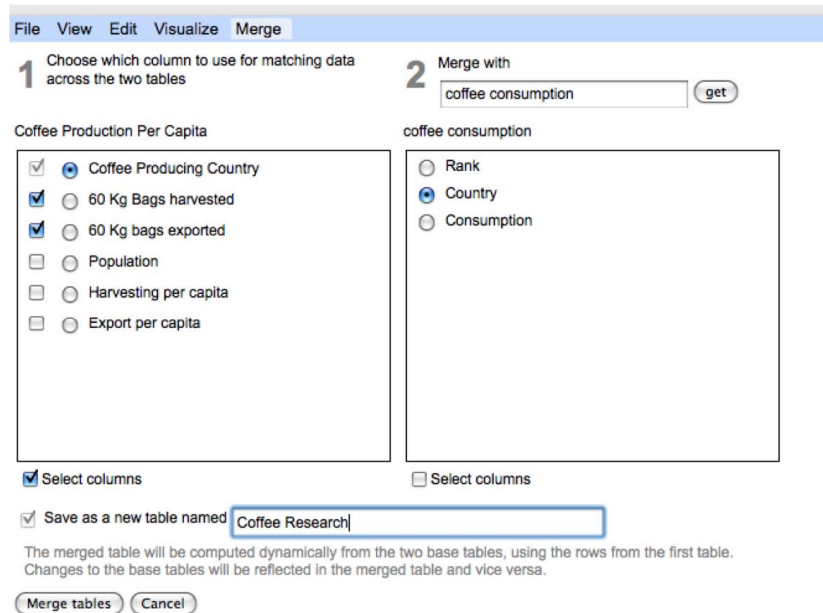 File View Edit Visualize Merge
1 Choose which column to use for matching data
across the two tables
2 Merge with
coffee consumption get
Coffee Production Per Capita
Coffee Producing Country
60 Kg Bags harvested
60 Kg bags exported
Population
Harvesting per capita
Export per capita
Select columns
coffee consumption
Rank
Country
Consumption
Select columns
Save as a new table named Coffee Research
The merged table will be computed dynamically from the two base tables, using the rows from the first table.
Changes to the base tables will be reflected in the merged table and vice versa.
Merge tables Cancel